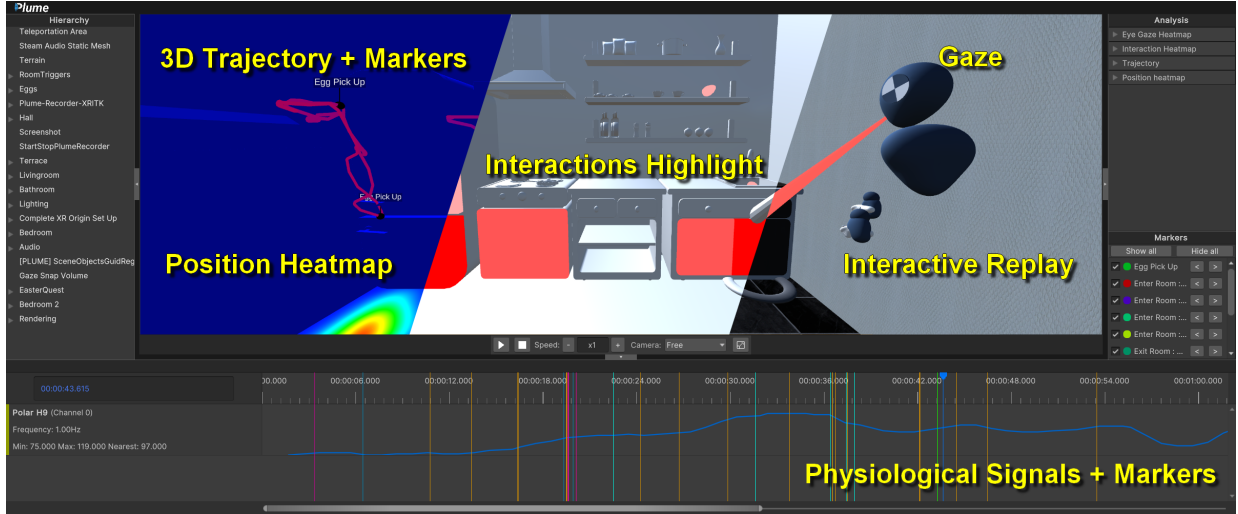 Plume
Hierarchy
Teleportation Area
Steam Audio Static Mesh
Terrain
RoomTriggers
Eggs
Plume-Recorder-XRITK
Hall
Screenshot
StartStopPlumeRecorder
Terrace
Livingroom
Bathroom
Lighting
Complete XR Origin Set Up
Bedroom
Audio
[PLUME] SceneObjectsGuidReg
Gaze Snap Volume
EasterQuest
Bedroom 2
Rendering
3D Trajectory + Markers
Egg Pick Up
Egg Pick Up
Position Heatmap
Interactions Highlight
Gaze
Interactive Replay
Speed: - x1 + Camera: Free
Analysis
Eye Gaze Heatmap
Interaction Heatmap
Trajectory
Position heatmap
Markers
Show all Hide all
Egg Pick Up < >
Enter Room :... < >
Enter Room :... < >
Enter Room :... < >
Enter Room :... < >
Exit Room : ... < >
00:00:43.615
00.000 00:00:06.000 00:00:12.000 00:00:18.000 00:00:24.000 00:00:30.000 00:00:36.000 00:00:42.000 00:00:48.000 00:00:54.000 00:01:00.000
Polar H9 (Channel 0)
Frequency: 1.00Hz
Min: 75.000 Max: 119.000 Nearest: 97.000
Physiological Signals + Markers